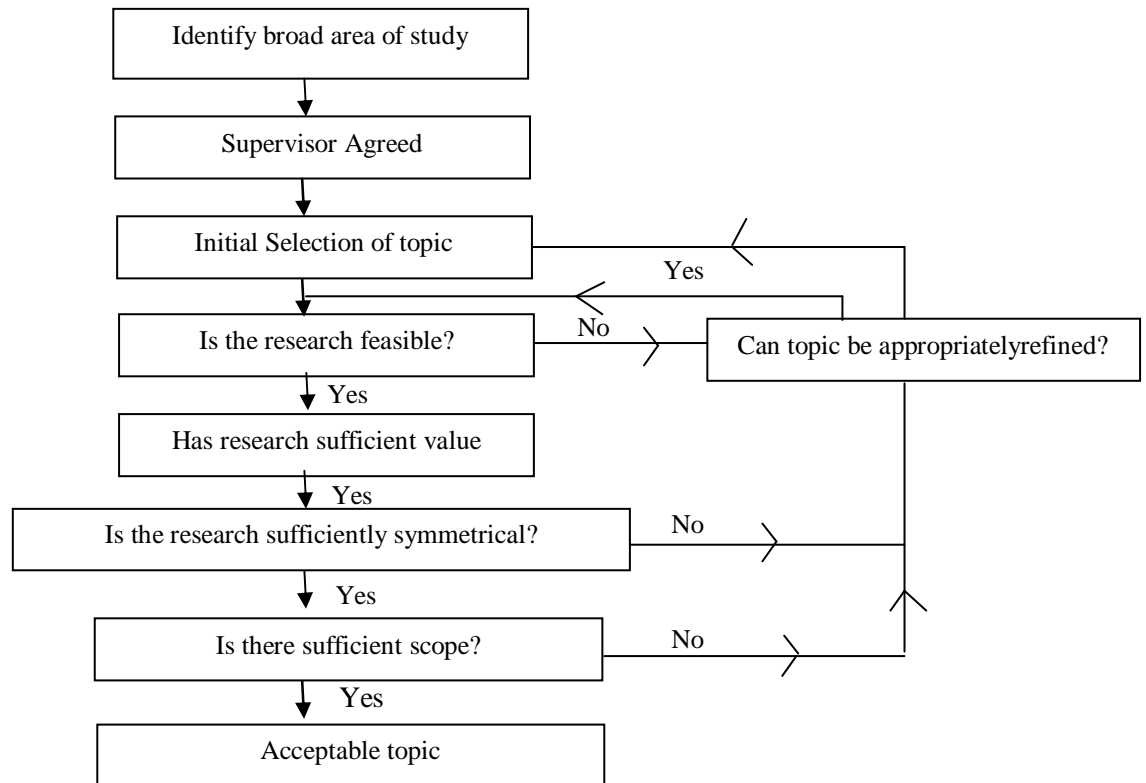 Identify broad area of study
Supervisor Agreed
Initial Selection of topic
Yes
Is the research feasible?
No
Can topic be appropriatelyrefined?
Yes
Has research sufficient value
Yes
Is the research sufficiently symmetrical?
No
Yes
Is there sufficient scope?
No
Yes
Acceptable topic